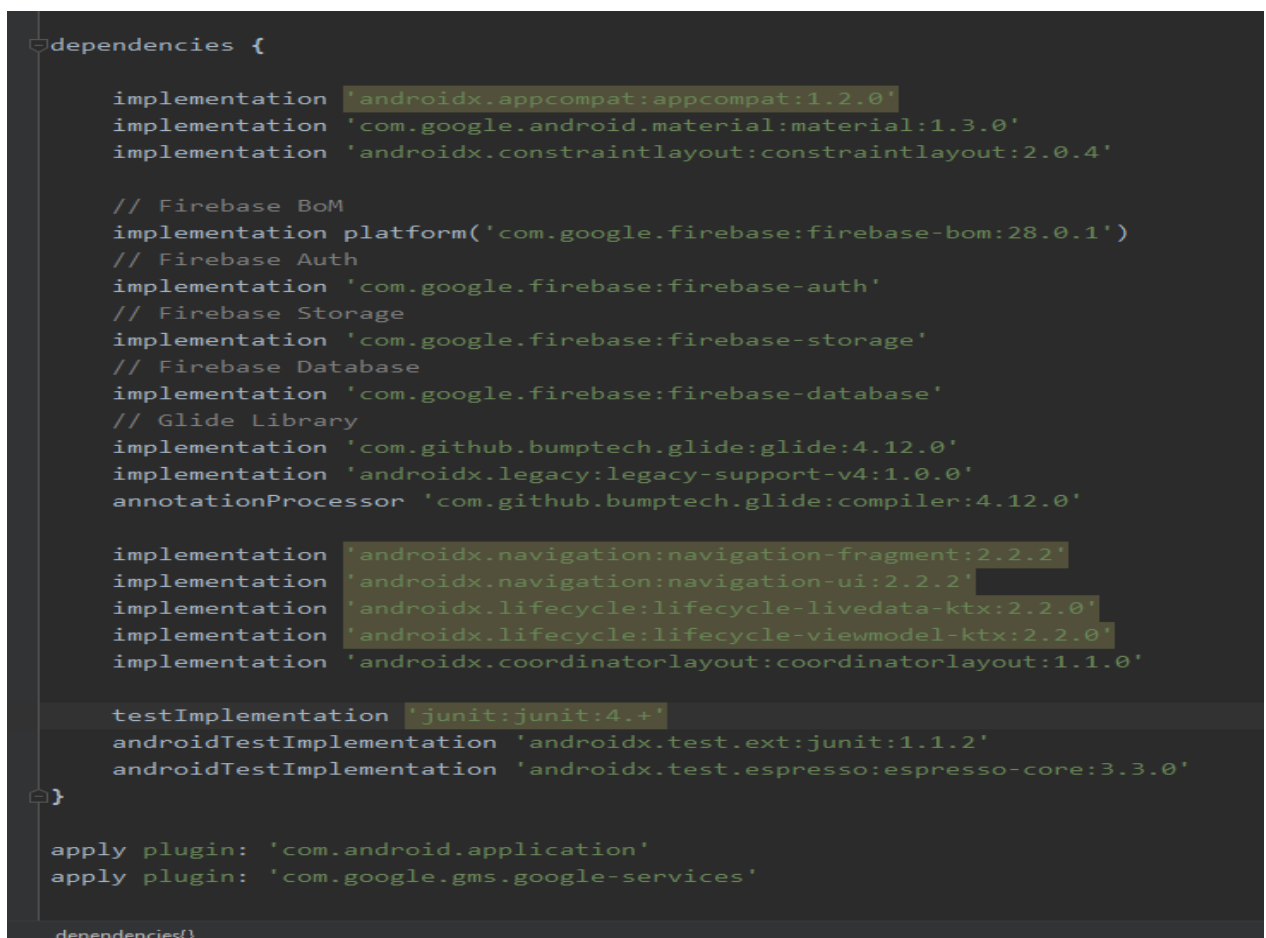 dependencies {
implementation 'androidx.appcompat:appcompat:1.2.0'
implementation 'com.google.android.material:material:1.3.0'
implementation 'androidx.constraintlayout:constraintlayout:2.0.4'
// Firebase BoM
implementation platform('com.google.firebase:firebase-bom:28.0.1')
// Firebase Auth
implementation 'com.google.firebase:firebase-auth'
// Firebase Storage
implementation 'com.google.firebase:firebase-storage'
// Firebase Database
implementation 'com.google.firebase:firebase-database'
// Glide Library
implementation 'com.github.bumptech.glide:glide:4.12.0'
implementation 'androidx.legacy:legacy-support-v4:1.0.0'
annotationProcessor 'com.github.bumptech.glide:compiler:4.12.0'
implementation 'androidx.navigation:navigation-fragment:2.2.2'
implementation 'androidx.navigation:navigation-ui:2.2.2'
implementation 'androidx.lifecycle:lifecycle-livedata-ktx:2.2.0'
implementation 'androidx.lifecycle:lifecycle-viewmodel-ktx:2.2.0'
implementation 'androidx.coordinatorlayout:coordinatorlayout:1.1.0'
testImplementation 'junit:junit:4.+'
androidTestImplementation 'androidx.test.ext:junit:1.1.2'
androidTestImplementation 'androidx.test.espresso:espresso-core:3.3.0'
}
apply plugin: 'com.android.application'
apply plugin: 'com.google.gms.google-services'
dependencies{}